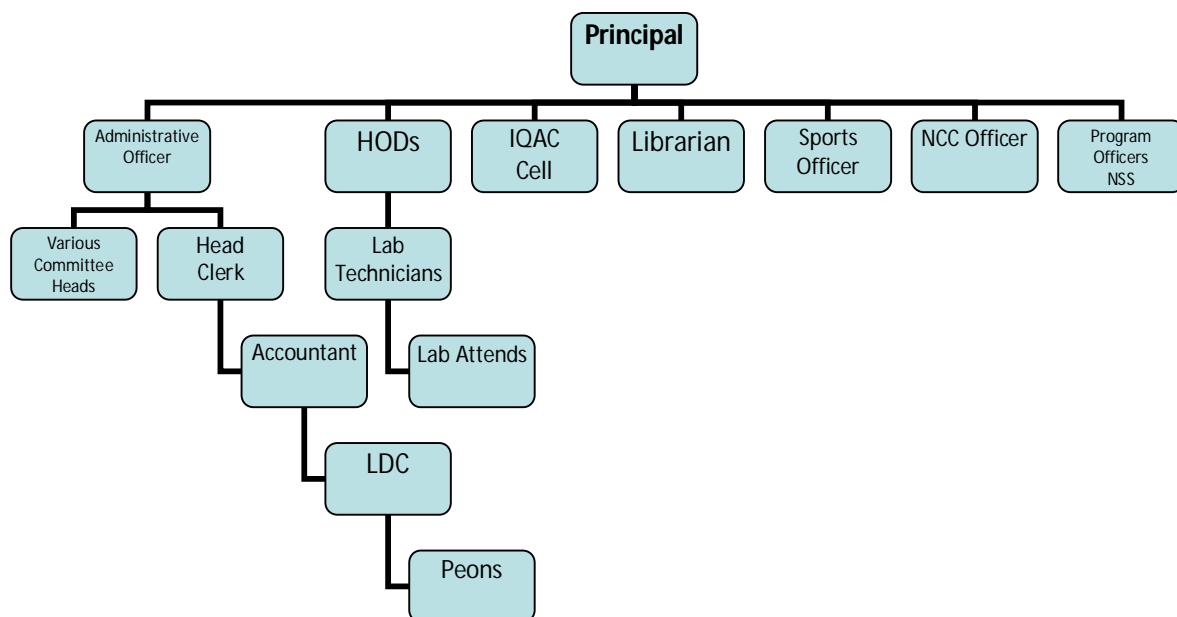 Principal
Administrative
Officer
HODs
IQAC
Cell
Librarian
Sports
Officer
NCC Officer
Program
Officers
NSS
Various
Committee
Heads
Head
Clerk
Lab
Technicians
Accountant
Lab Attends
LDC
Peons